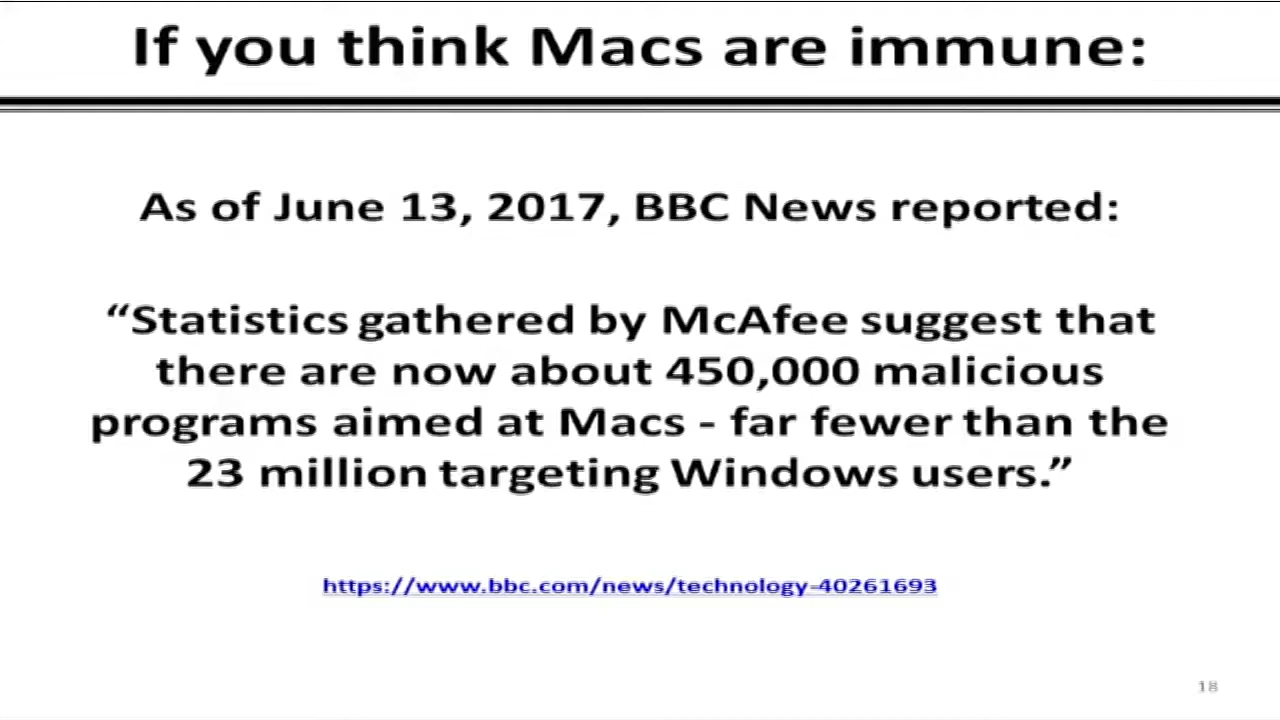 If you think Macs are immune:
As of June 13, 2017, BBC News reported:
“Statistics gathered by McAfee suggest that
there are now about 450,000 malicious
programs aimed at Macs - far fewer than the
23 million targeting Windows users.”
https://www.bbc.com/news/technology-40261693
18